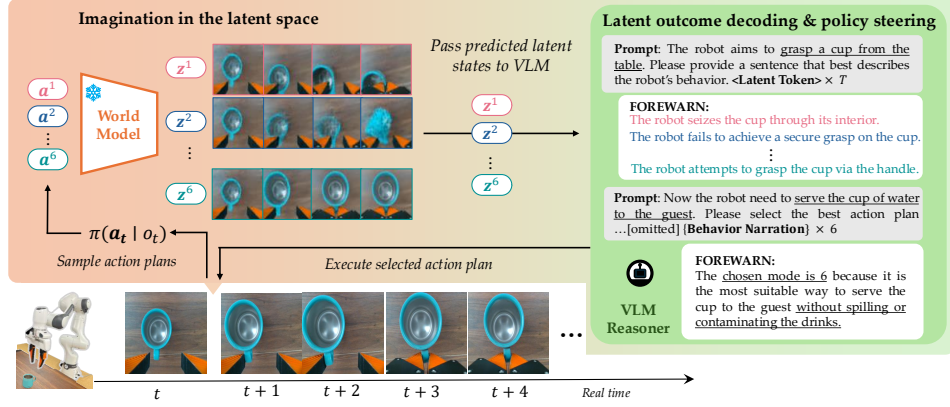 Imagination in the latent space
a¹
a²
a⁶
World
Model
z¹
z²
z⁶
Pass predicted latent
states to VLM
z¹
z²
z⁶
π(aₜ | oₜ)
Sample action plans
Execute selected action plan
Latent outcome decoding & policy steering
Prompt: The robot aims to grasp a cup from the
table. Please provide a sentence that best describes
the robot's behavior. <Latent Token> × T
FOREWARN:
The robot seizes the cup through its interior.
The robot fails to achieve a secure grasp on the cup.
The robot attempts to grasp the cup via the handle.
Prompt: Now the robot need to serve the cup of water
to the guest. Please select the best action plan
...[omitted] {Behavior Narration} × 6
VLM
Reasoner
FOREWARN:
The chosen mode is 6 because it is
the most suitable way to serve the
cup to the guest without spilling or
contaminating the drinks.
...
t
t + 1
t + 2
t + 3
t + 4
Real time